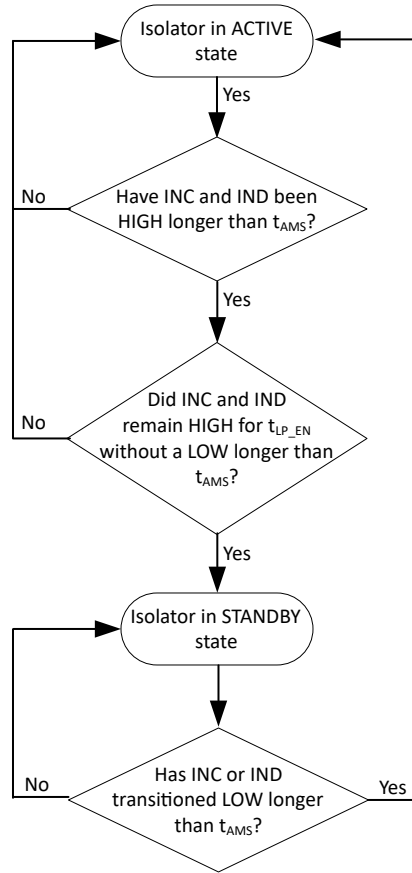 Isolator in ACTIVE
state
Yes
No
Have INC and IND been
HIGH longer than tAMS?
Yes
Did INC and IND
remain HIGH for tLP_EN
without a LOW longer than
tAMS?
No
Yes
Isolator in STANDBY
state
Has INC or IND
transitioned LOW longer
than tAMS?
No
Yes